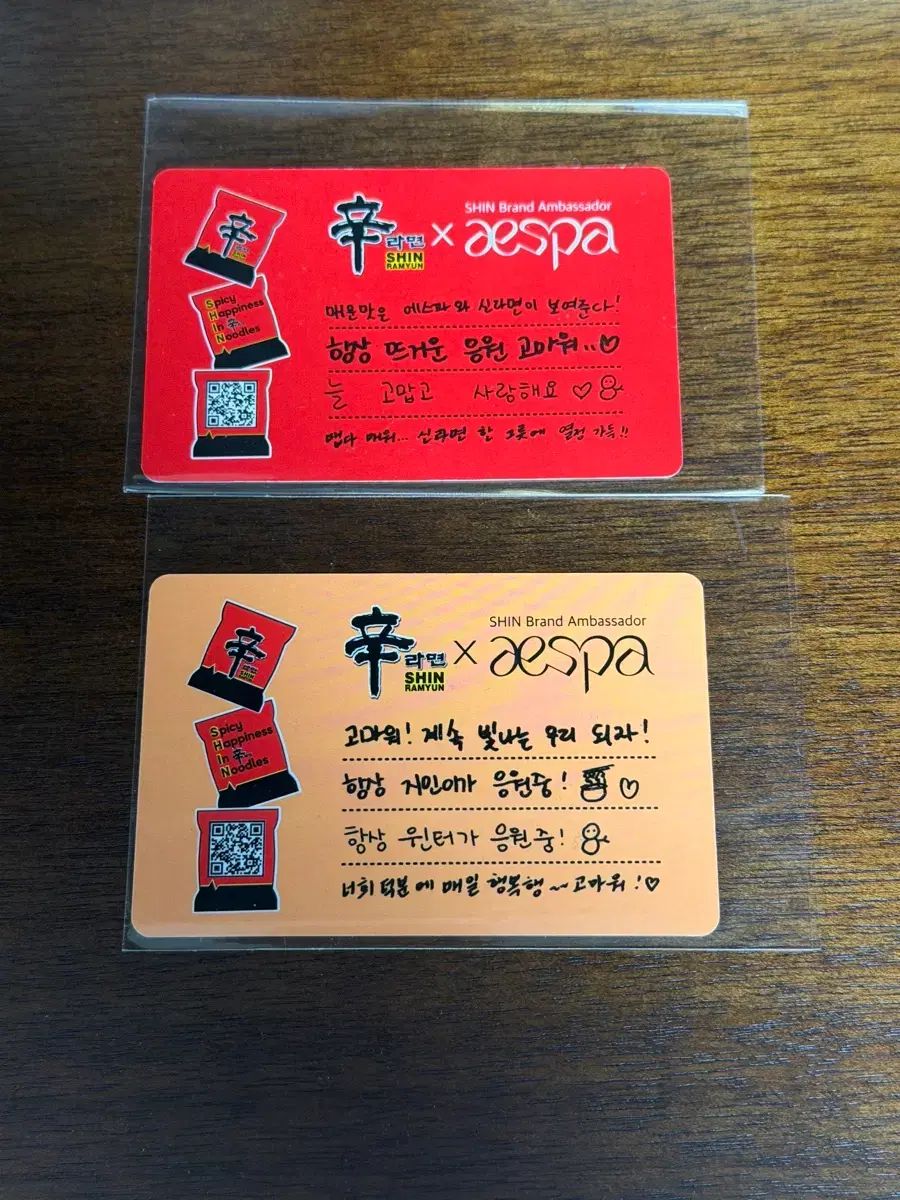 辛
Spicy
Happiness
In 辛
Noodles
辛라면
SHIN
RAMYUN
X
SHIN Brand Ambassador
aespa
매운맛은 에스파와 신라면이 보여준다!
항상 뜨거운 응원 고마워..♡
늘 고맙고 사랑해요 ♡
맵다 매워... 신라면 한 그릇에 열정 가득!!
辛
Spicy
Happiness
In 辛
Noodles
辛라면
SHIN
RAMYUN
X
SHIN Brand Ambassador
aespa
고마워! 계속 빛나는 우리 되자!
항상 지민이가 응원중! ♡
항상 윈터가 응원중!
너희 덕분에 매일 행복행~~ 고마워!♡